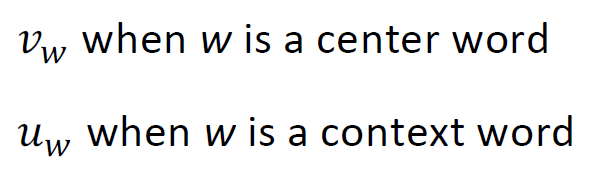 v_w when w is a center word
u_w when w is a context word